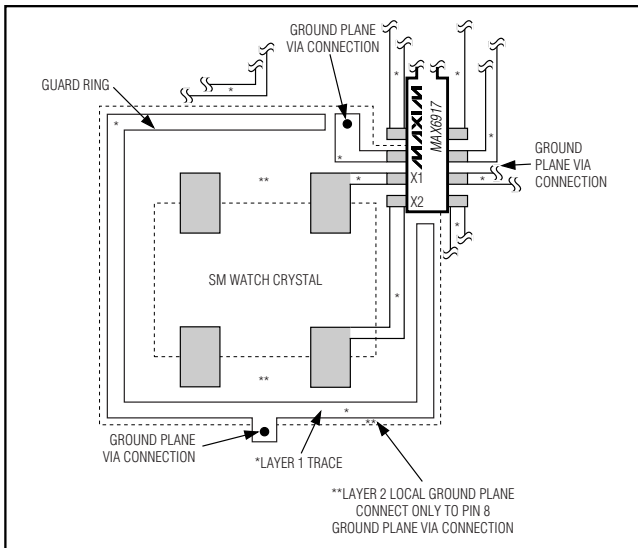 GROUND PLANE
VIA CONNECTION
GUARD RING
*
*
*
*
*
MAXIM
MAX6917
GROUND
PLANE VIA
CONNECTION
*
*
*
**
X1
X2
*
SM WATCH CRYSTAL
*
**
*
**
GROUND PLANE
VIA CONNECTION
*LAYER 1 TRACE
**LAYER 2 LOCAL GROUND PLANE
CONNECT ONLY TO PIN 8
GROUND PLANE VIA CONNECTION